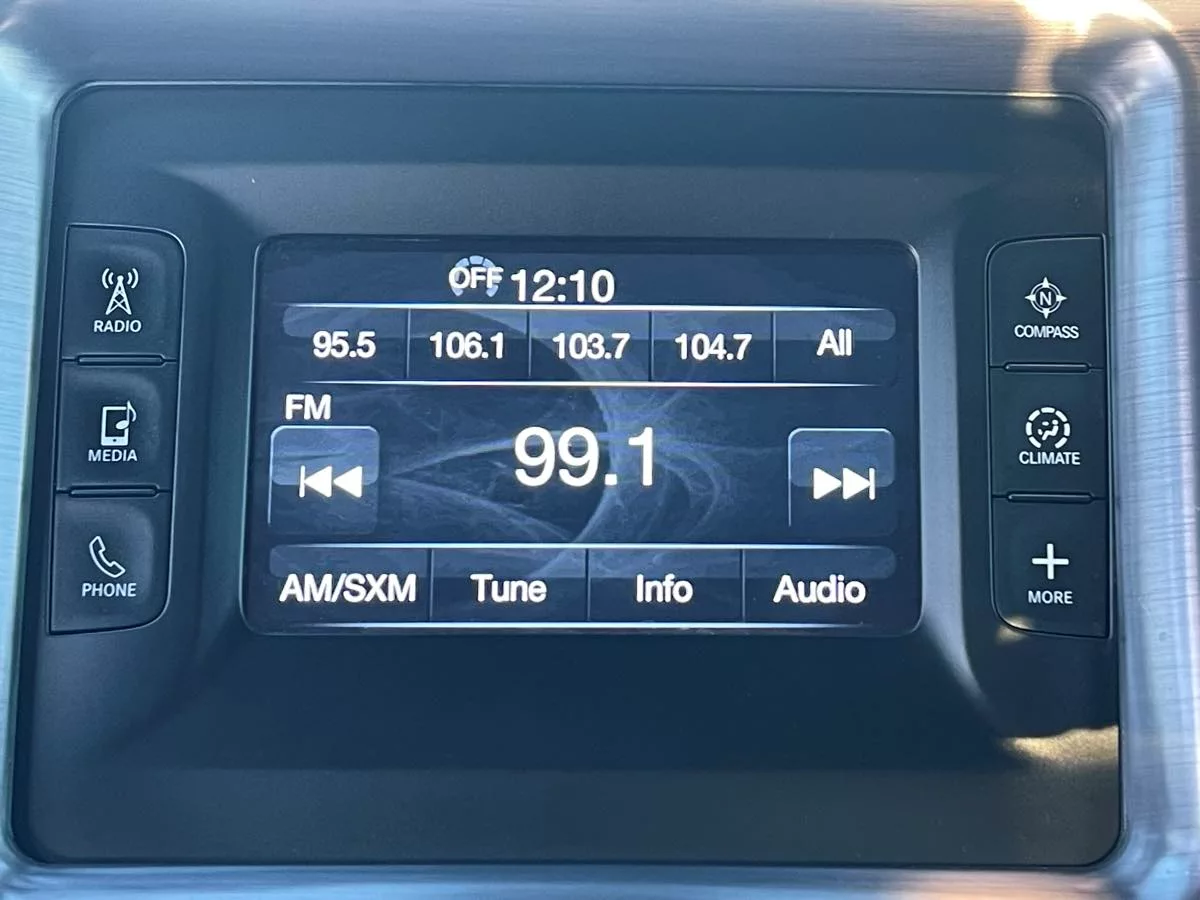 OFF 12:10
95.5 106.1 103.7 104.7 All
FM
99.1
AM/SXM Tune Info Audio
RADIO
MEDIA
PHONE
N
COMPASS
CLIMATE
MORE